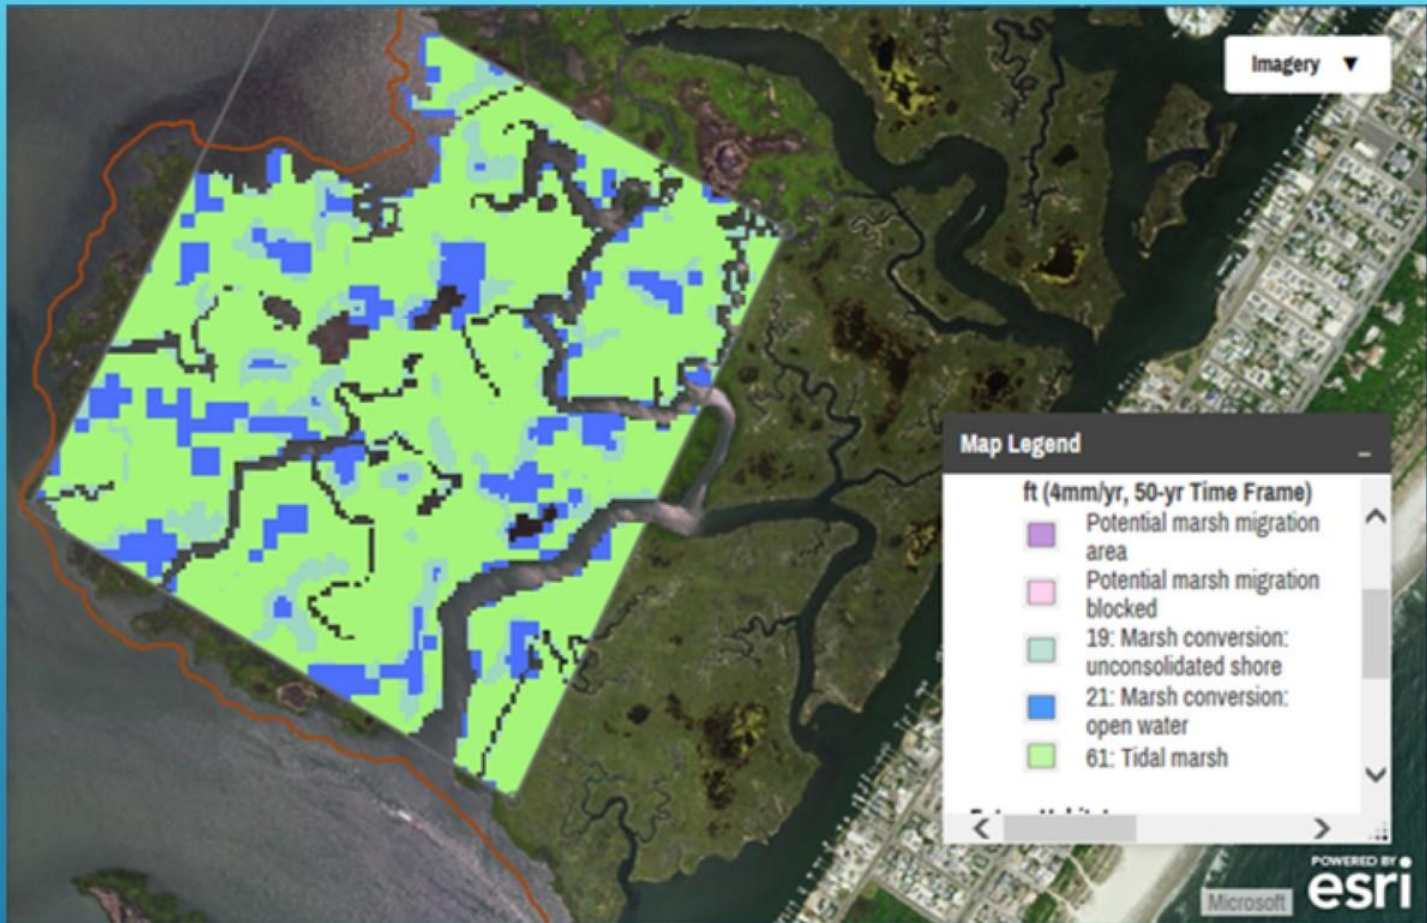 Imagery ▼
Map Legend
ft (4mm/yr, 50-yr Time Frame)
Potential marsh migration
area
Potential marsh migration
blocked
19: Marsh conversion:
unconsolidated shore
21: Marsh conversion:
open water
61: Tidal marsh
POWERED BY
esri
Microsoft